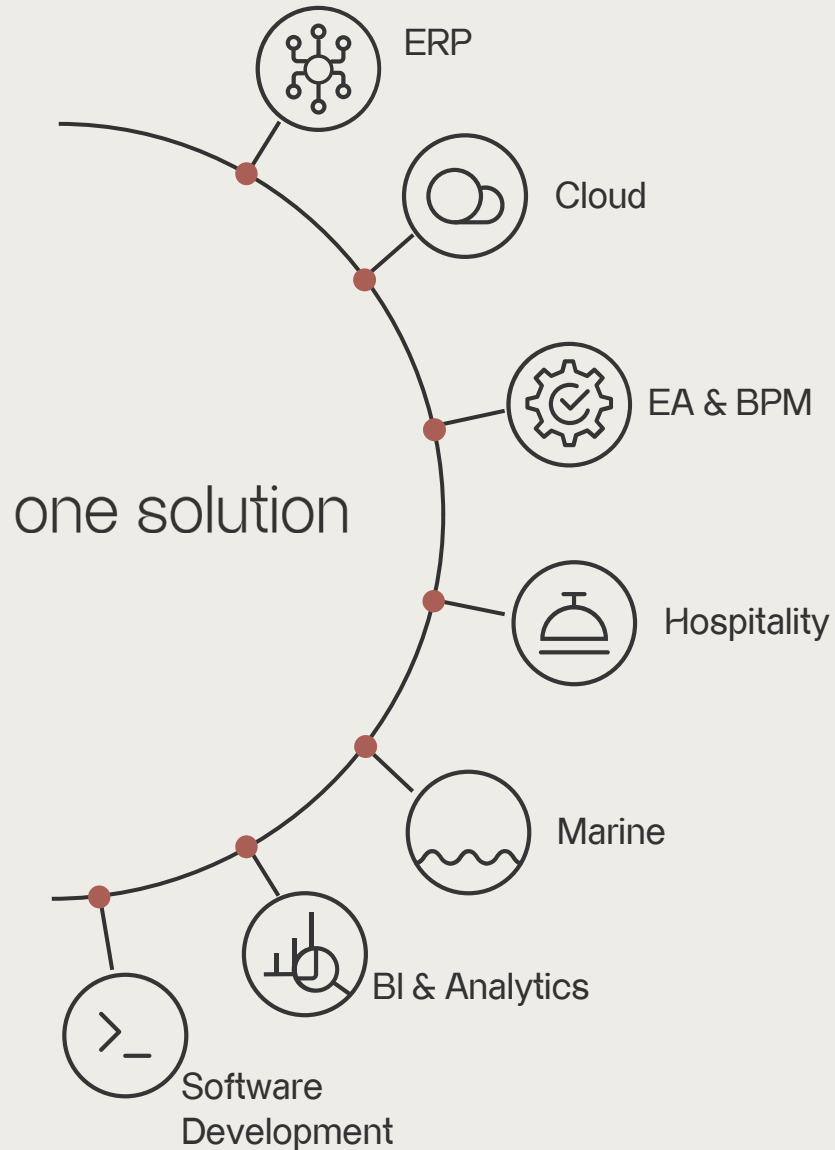 ERP
Cloud
EA & BPM
one solution
Hospitality
Marine
BI & Analytics
Software
Development